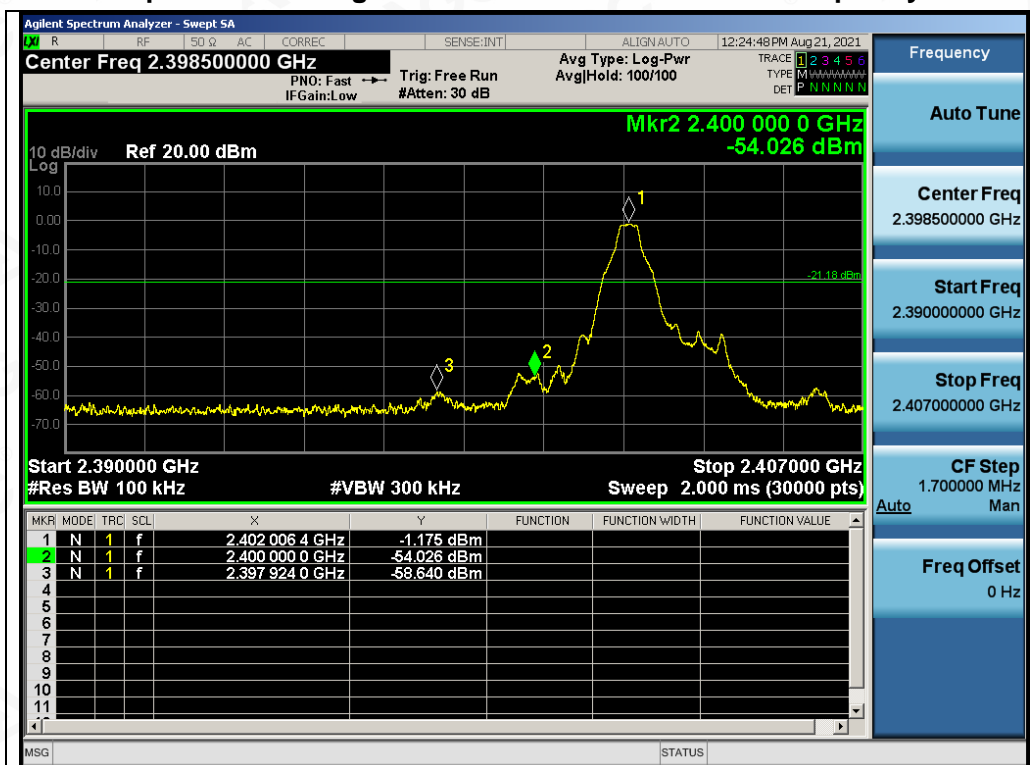 Agilent Spectrum Analyzer - Swept SA
LXI R RF 50 Ω AC CORREC SENSE:INT ALIGN AUTO 12:24:48 PM Aug 21, 2021
Center Freq 2.398500000 GHz
PNO: Fast
IFGain:Low
Trig: Free Run
#Atten: 30 dB
Avg Type: Log-Pwr
Avg|Hold: 100/100
TRACE 1 2 3 4 5 6
TYPE M
DET P N N N N N
Mkr2 2.400 000 0 GHz
-54.026 dBm
10 dB/div Ref 20.00 dBm
Log
10.0
0.00
-10.0
-20.0
-30.0
-40.0
-50.0
-60.0
-70.0
1
-21.18 dBm
2
3
Start 2.390000 GHz Stop 2.407000 GHz
#Res BW 100 kHz #VBW 300 kHz Sweep 2.000 ms (30000 pts)
MKR MODE TRC SCL X Y FUNCTION FUNCTION WIDTH FUNCTION VALUE
1 N 1 f 2.402 006 4 GHz -1.175 dBm
2 N 1 f 2.400 000 0 GHz -54.026 dBm
3 N 1 f 2.397 924 0 GHz -58.640 dBm
4
5
6
7
8
9
10
11
MSG STATUS
Frequency
Auto Tune
Center Freq
2.398500000 GHz
Start Freq
2.390000000 GHz
Stop Freq
2.407000000 GHz
CF Step
1.700000 MHz
Auto Man
Freq Offset
0 Hz